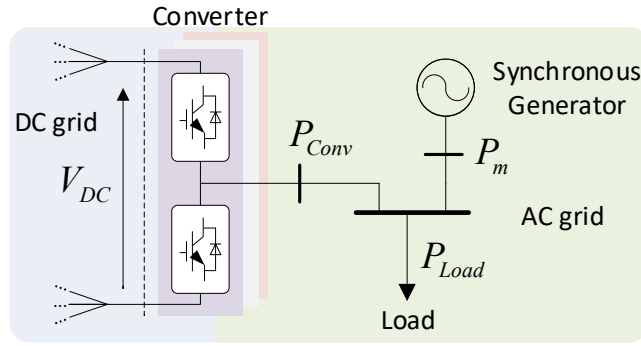 Converter
DC grid
V_DC
P_Conv
Synchronous
Generator
P_m
AC grid
P_Load
Load